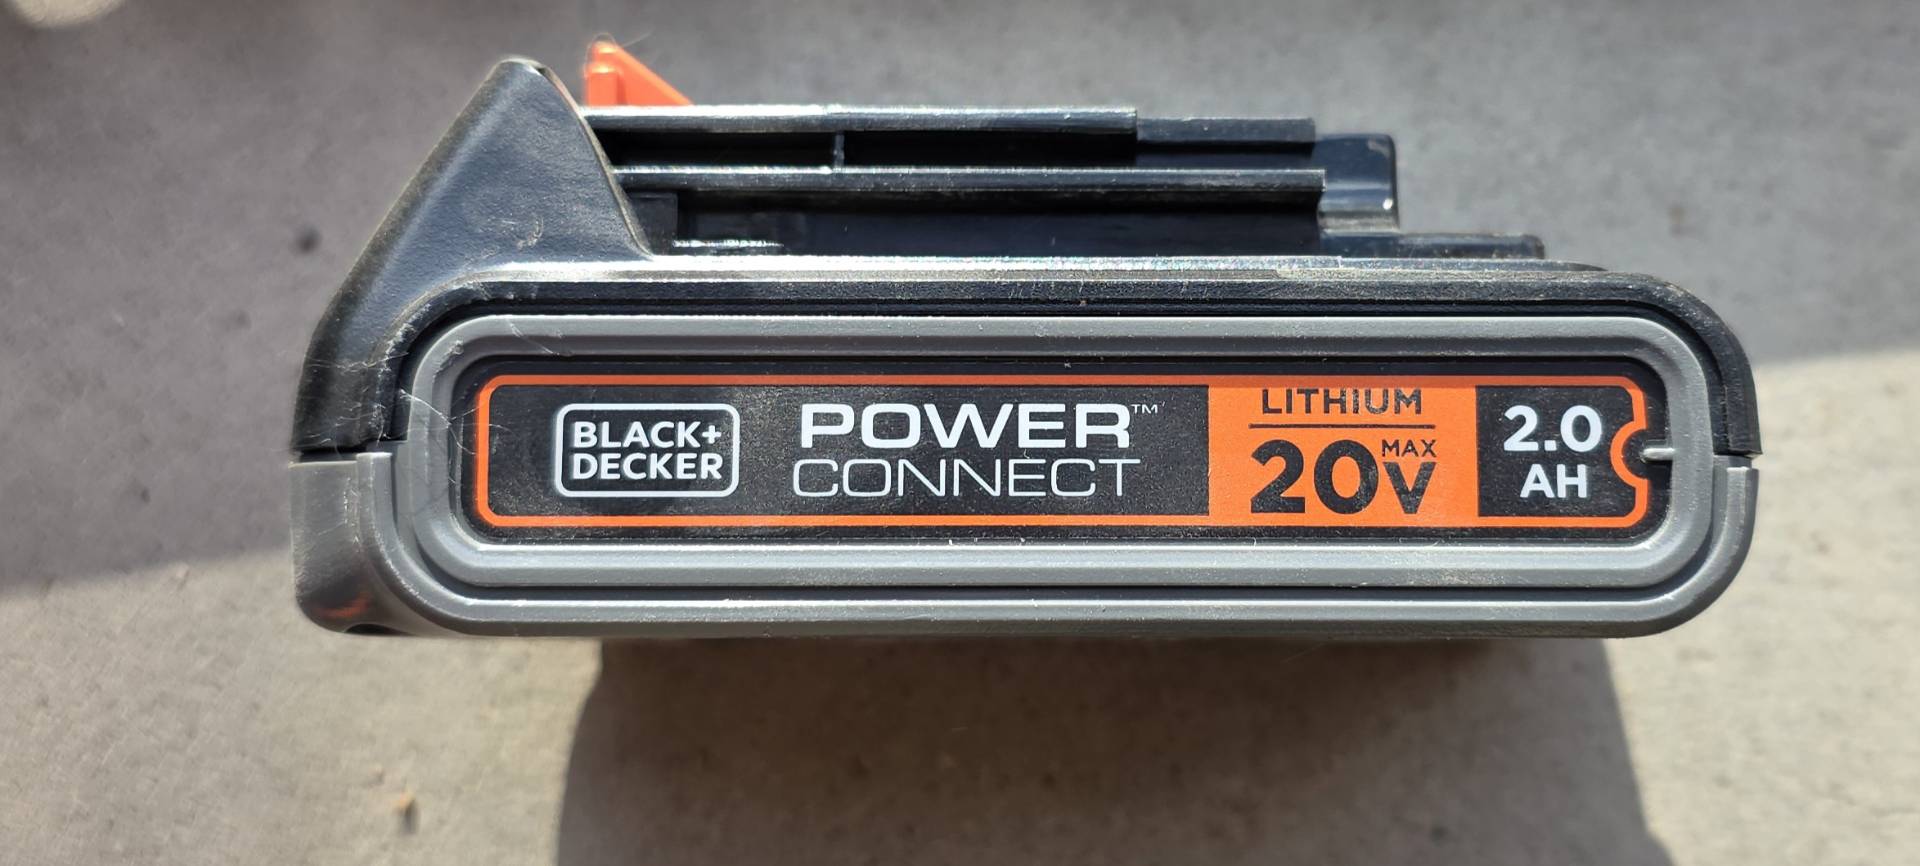 BLACK+
DECKER
POWER™
CONNECT
LITHIUM
20V MAX
2.0
AH